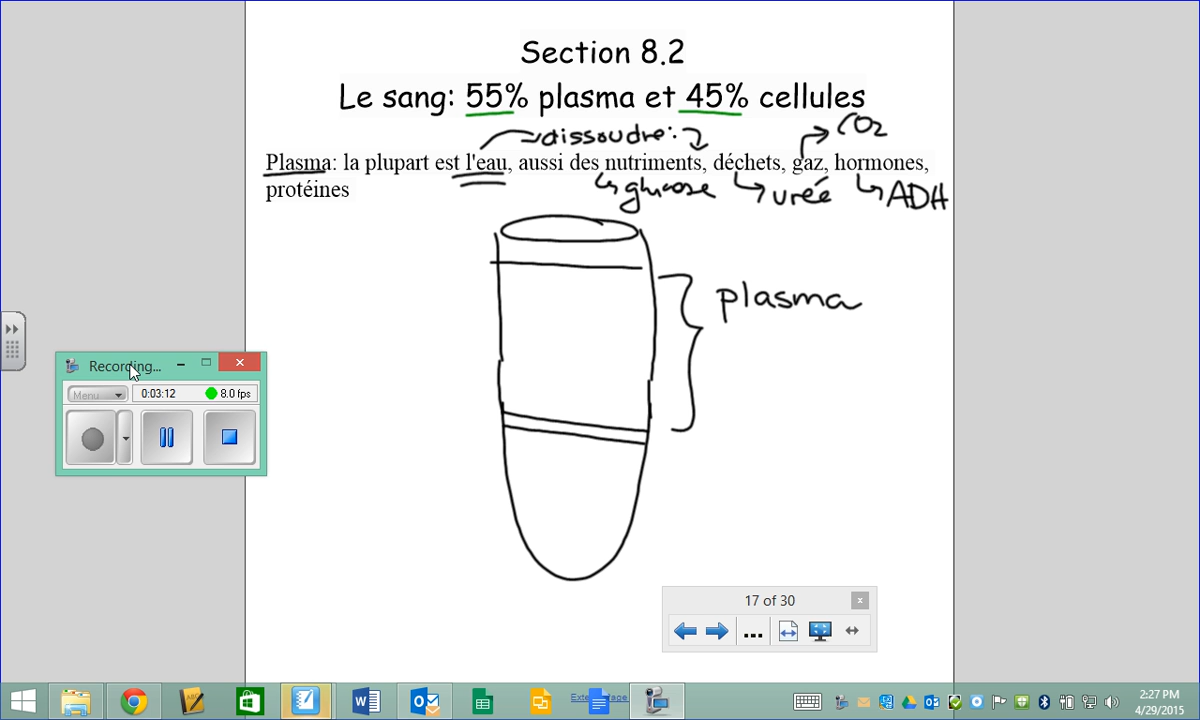 Section 8.2
Le sang: 55% plasma et 45% cellules
dissoudre:
CO2
Plasma: la plupart est l'eau, aussi des nutriments, déchets, gaz, hormones,
glucose urée ADH
protéines
plasma
Recording...
Menu 0:03:12 8.0 fps
17 of 30
...
2:27 PM
4/29/2015